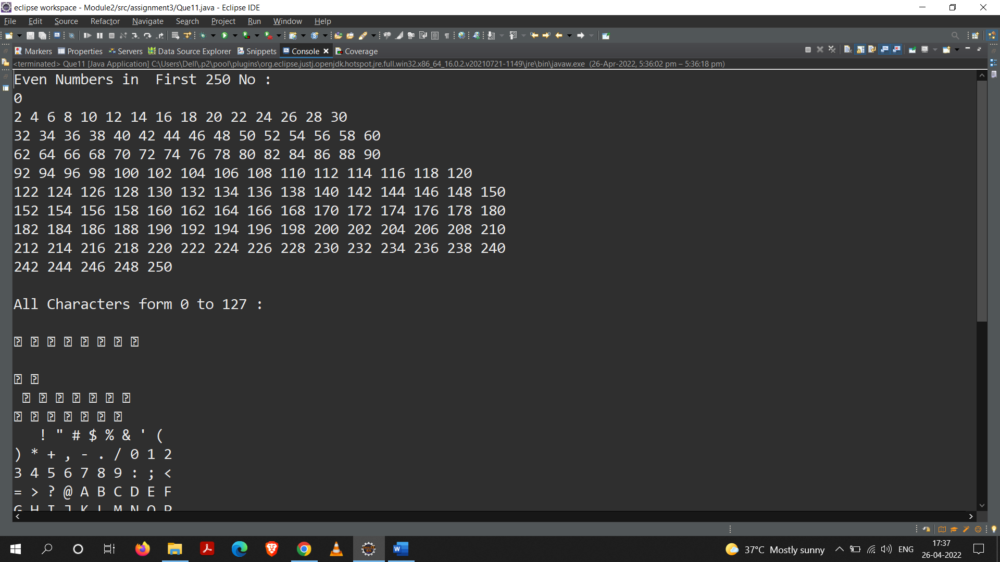 eclipse workspace - Module2/src/assignment3/Que11.java - Eclipse IDE
File Edit Source Refactor Navigate Search Project Run Window Help
Markers Properties Servers Data Source Explorer Snippets Console Coverage
<terminated> Que11 [Java Application] C:\Users\Dell\.p2\pool\plugins\org.eclipse.justj.openjdk.hotspot.jre.full.win32.x86_64_16.0.2.v20210721-1149\jre\bin\javaw.exe (26-Apr-2022, 5:36:02 pm – 5:36:18 pm)
Even Numbers in  First 250 No :
0
2 4 6 8 10 12 14 16 18 20 22 24 26 28 30
32 34 36 38 40 42 44 46 48 50 52 54 56 58 60
62 64 66 68 70 72 74 76 78 80 82 84 86 88 90
92 94 96 98 100 102 104 106 108 110 112 114 116 118 120
122 124 126 128 130 132 134 136 138 140 142 144 146 148 150
152 154 156 158 160 162 164 166 168 170 172 174 176 178 180
182 184 186 188 190 192 194 196 198 200 202 204 206 208 210
212 214 216 218 220 222 224 226 228 230 232 234 236 238 240
242 244 246 248 250
All Characters form 0 to 127 :
⍰ ⍰ ⍰ ⍰ ⍰ ⍰ ⍰ ⍰
⍰ ⍰
⍰ ⍰ ⍰ ⍰ ⍰ ⍰ ⍰
⍰ ⍰ ⍰ ⍰ ⍰ ⍰ ⍰
! " # $ % & ' (
) * + , - . / 0 1 2
3 4 5 6 7 8 9 : ; <
= > ? @ A B C D E F
G H I J K L M N O P
37°C Mostly sunny ENG 17:37
26-04-2022